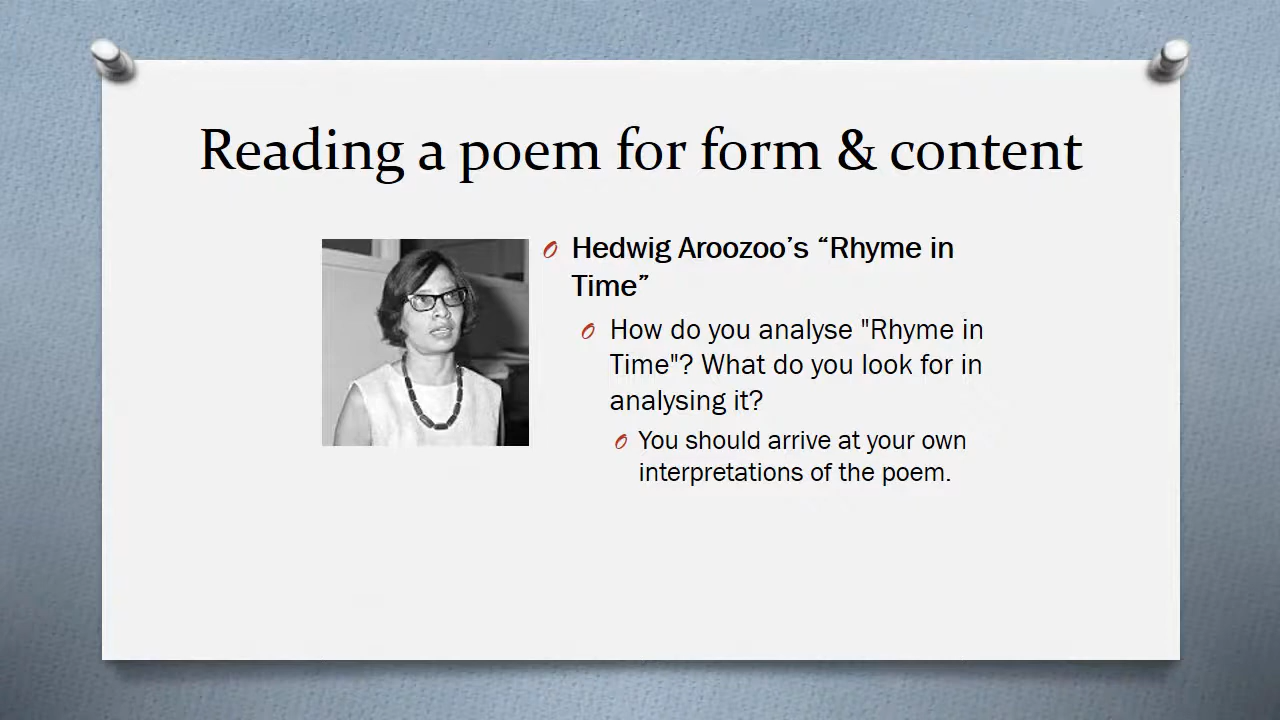 Reading a poem for form & content
Hedwig Aroozoo’s “Rhyme in
Time”
How do you analyse "Rhyme in
Time"? What do you look for in
analysing it?
You should arrive at your own
interpretations of the poem.